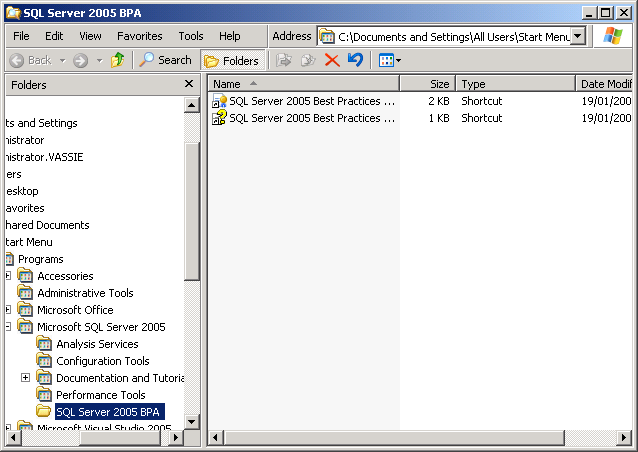 SQL Server 2005 BPA
File Edit View Favorites Tools Help Address C:\Documents and Settings\All Users\Start Menu
Back Search Folders
Folders
Name Size Type Date Modif
SQL Server 2005 Best Practices ... 2 KB Shortcut 19/01/200
SQL Server 2005 Best Practices ... 1 KB Shortcut 19/01/200
ts and Settings
nistrator
nistrator.VASSIE
ers
esktop
avorites
hared Documents
tart Menu
Programs
Accessories
Administrative Tools
Microsoft Office
Microsoft SQL Server 2005
Analysis Services
Configuration Tools
Documentation and Tutoria
Performance Tools
SQL Server 2005 BPA
Microsoft Visual Studio 2005